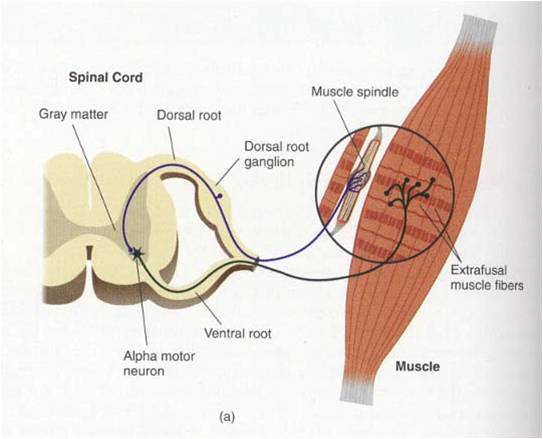 Spinal Cord
Gray matter
Dorsal root
Dorsal root
ganglion
Muscle spindle
Extrafusal
muscle fibers
Ventral root
Alpha motor
neuron
Muscle
(a)